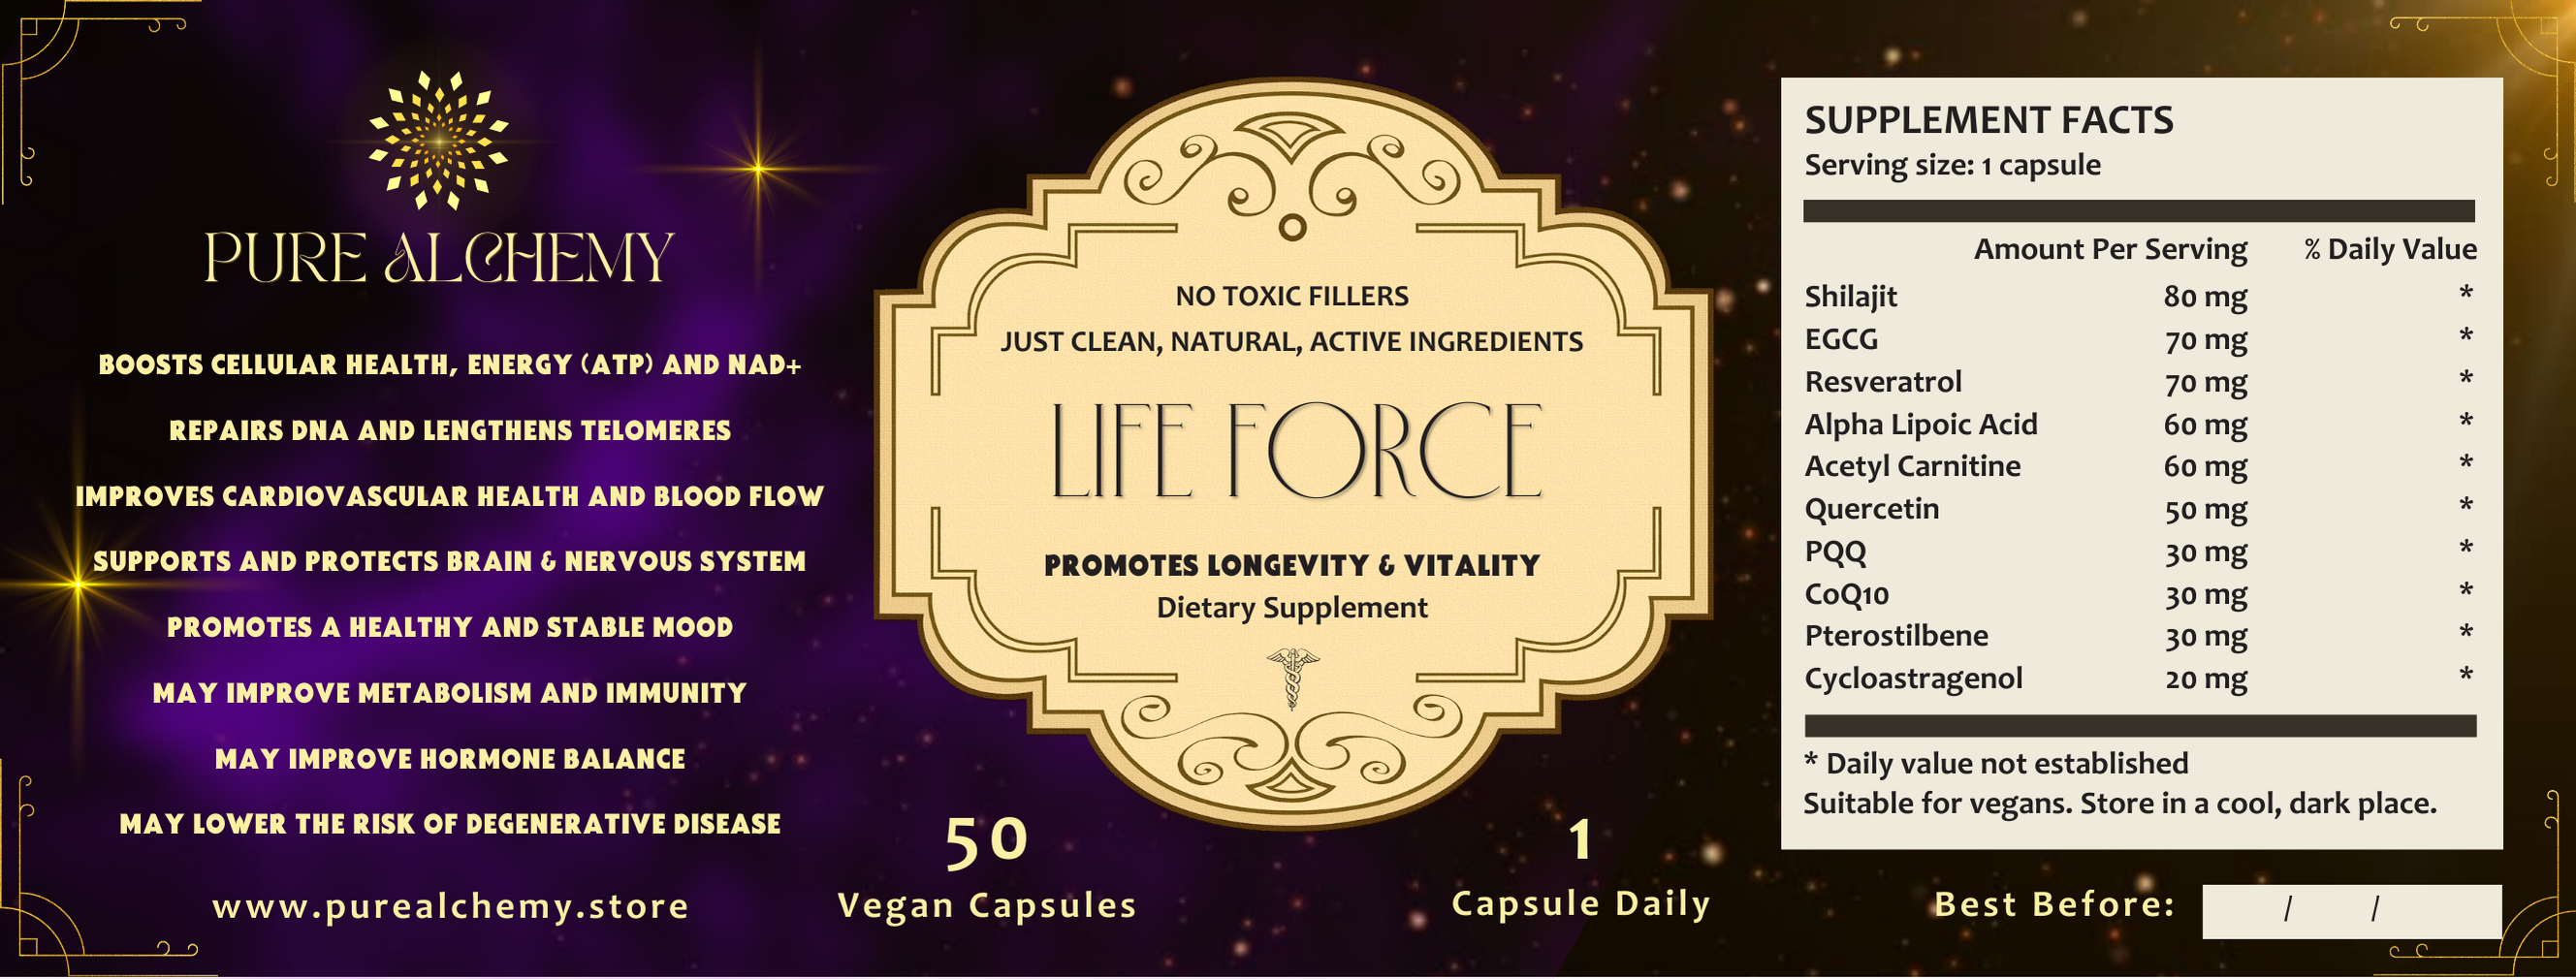 PURE ALCHEMY
BOOSTS CELLULAR HEALTH, ENERGY (ATP) AND NAD+
REPAIRS DNA AND LENGTHENS TELOMERES
IMPROVES CARDIOVASCULAR HEALTH AND BLOOD FLOW
SUPPORTS AND PROTECTS BRAIN & NERVOUS SYSTEM
PROMOTES A HEALTHY AND STABLE MOOD
MAY IMPROVE METABOLISM AND IMMUNITY
MAY IMPROVE HORMONE BALANCE
MAY LOWER THE RISK OF DEGENERATIVE DISEASE
www.purealchemy.store
NO TOXIC FILLERS
JUST CLEAN, NATURAL, ACTIVE INGREDIENTS
LIFE FORCE
PROMOTES LONGEVITY & VITALITY
Dietary Supplement
50
Vegan Capsules
1
Capsule Daily
SUPPLEMENT FACTS
Serving size: 1 capsule
Amount Per Serving % Daily Value
Shilajit 80 mg *
EGCG 70 mg *
Resveratrol 70 mg *
Alpha Lipoic Acid 60 mg *
Acetyl Carnitine 60 mg *
Quercetin 50 mg *
PQQ 30 mg *
CoQ10 30 mg *
Pterostilbene 30 mg *
Cycloastragenol 20 mg *
* Daily value not established
Suitable for vegans. Store in a cool, dark place.
Best Before: / /